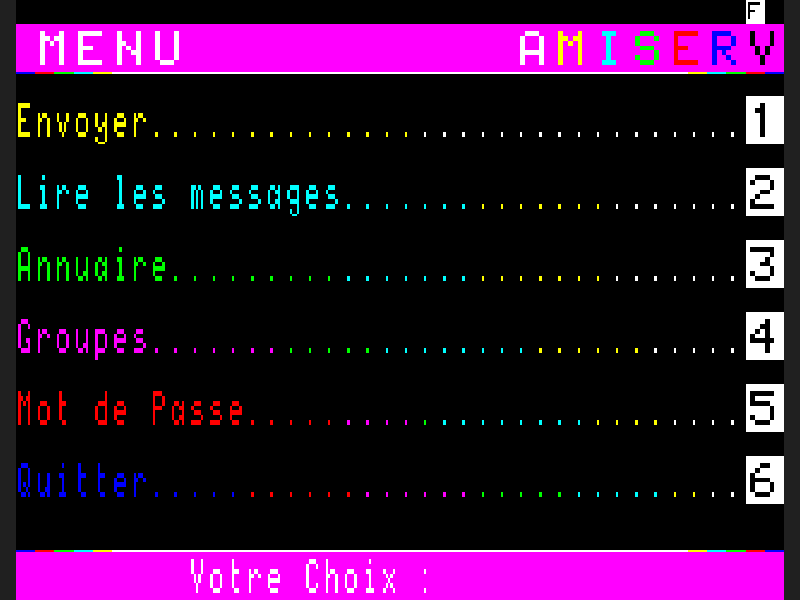 F
MENU AMISERV
Envoyer...............................1
Lire les messages.....................2
Annuaire..............................3
Groupes...............................4
Mot de Passe..........................5
Quitter...............................6
Votre Choix :